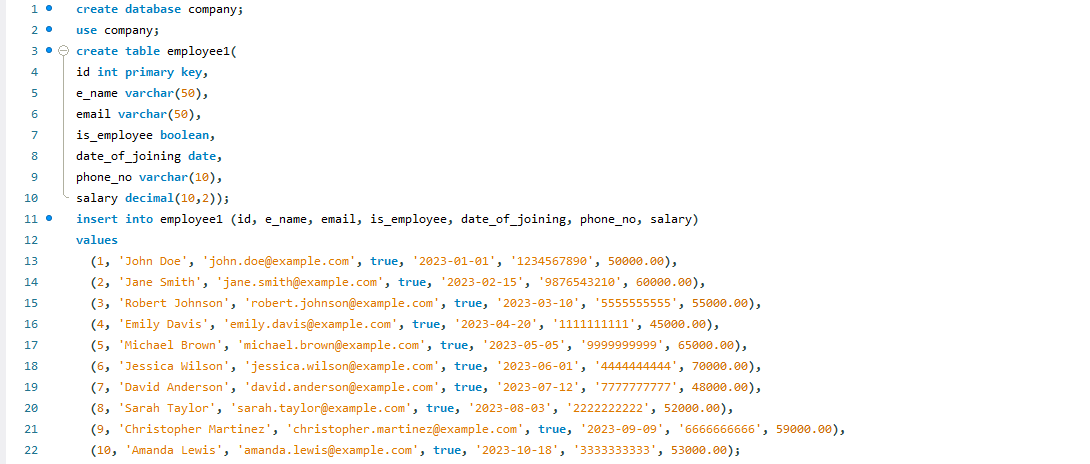 1 create database company;
2 use company;
3 create table employee1(
4 id int primary key,
5 e_name varchar(50),
6 email varchar(50),
7 is_employee boolean,
8 date_of_joining date,
9 phone_no varchar(10),
10 salary decimal(10,2));
11 insert into employee1 (id, e_name, email, is_employee, date_of_joining, phone_no, salary)
12 values
13 (1, 'John Doe', 'john.doe@example.com', true, '2023-01-01', '1234567890', 50000.00),
14 (2, 'Jane Smith', 'jane.smith@example.com', true, '2023-02-15', '9876543210', 60000.00),
15 (3, 'Robert Johnson', 'robert.johnson@example.com', true, '2023-03-10', '5555555555', 55000.00),
16 (4, 'Emily Davis', 'emily.davis@example.com', true, '2023-04-20', '1111111111', 45000.00),
17 (5, 'Michael Brown', 'michael.brown@example.com', true, '2023-05-05', '9999999999', 65000.00),
18 (6, 'Jessica Wilson', 'jessica.wilson@example.com', true, '2023-06-01', '4444444444', 70000.00),
19 (7, 'David Anderson', 'david.anderson@example.com', true, '2023-07-12', '7777777777', 48000.00),
20 (8, 'Sarah Taylor', 'sarah.taylor@example.com', true, '2023-08-03', '2222222222', 52000.00),
21 (9, 'Christopher Martinez', 'christopher.martinez@example.com', true, '2023-09-09', '6666666666', 59000.00),
22 (10, 'Amanda Lewis', 'amanda.lewis@example.com', true, '2023-10-18', '3333333333', 53000.00);